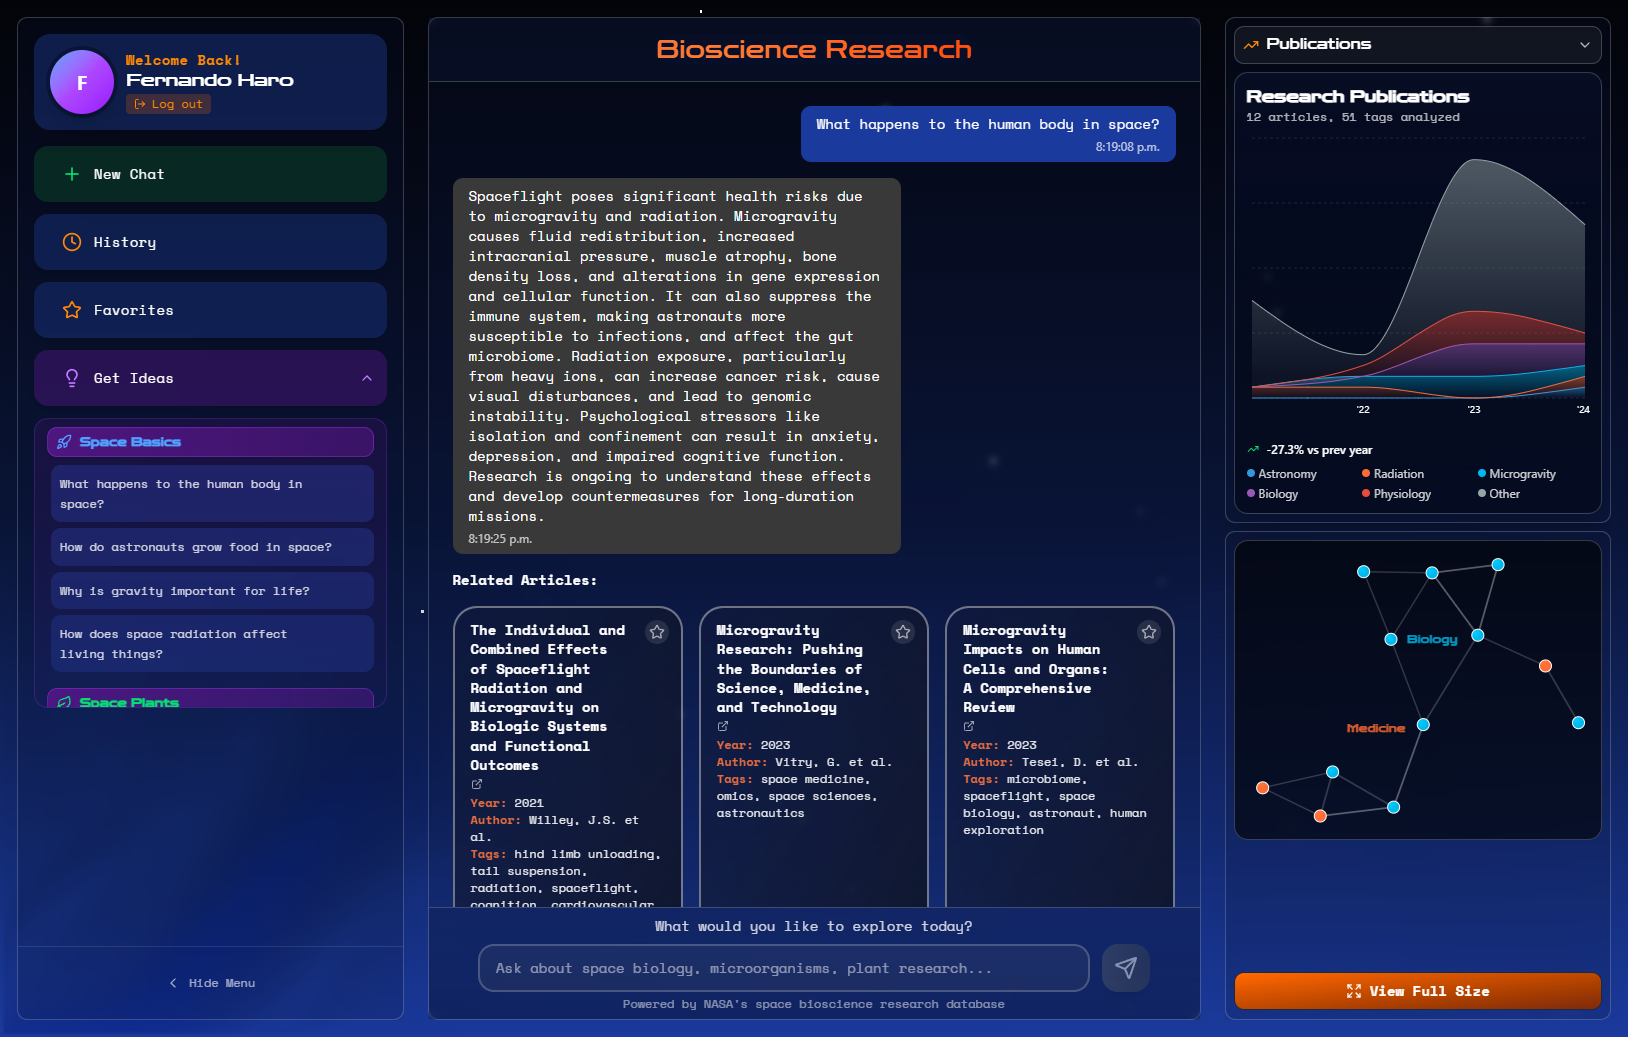 F
Welcome Back!
Fernando Haro
Log out
New Chat
History
Favorites
Get Ideas
Space Basics
What happens to the human body in
space?
How do astronauts grow food in space?
Why is gravity important for life?
How does space radiation affect
living things?
Space Plants
Hide Menu
Bioscience Research
What happens to the human body in space?
8:19:08 p.m.
Spaceflight poses significant health risks due
to microgravity and radiation. Microgravity
causes fluid redistribution, increased
intracranial pressure, muscle atrophy, bone
density loss, and alterations in gene expression
and cellular function. It can also suppress the
immune system, making astronauts more
susceptible to infections, and affect the gut
microbiome. Radiation exposure, particularly
from heavy ions, can increase cancer risk, cause
visual disturbances, and lead to genomic
instability. Psychological stressors like
isolation and confinement can result in anxiety,
depression, and impaired cognitive function.
Research is ongoing to understand these effects
and develop countermeasures for long-duration
missions.
8:19:25 p.m.
Related Articles:
The Individual and
Combined Effects
of Spaceflight
Radiation and
Microgravity on
Biologic Systems
and Functional
Outcomes
Year: 2021
Author: Willey, J.S. et
al.
Tags: hind limb unloading,
tail suspension,
radiation, spaceflight,
cognition, cardiovascular
Microgravity
Research: Pushing
the Boundaries of
Science, Medicine,
and Technology
Year: 2023
Author: Vitry, G. et al.
Tags: space medicine,
omics, space sciences,
astronautics
Microgravity
Impacts on Human
Cells and Organs:
A Comprehensive
Review
Year: 2023
Author: Tesei, D. et al.
Tags: microbiome,
spaceflight, space
biology, astronaut, human
exploration
What would you like to explore today?
Ask about space biology, microorganisms, plant research...
Powered by NASA's space bioscience research database
Publications
Research Publications
12 articles, 51 tags analyzed
'22
'23
'24
-27.3% vs prev year
Astronomy
Radiation
Microgravity
Biology
Physiology
Other
Biology
Medicine
View Full Size